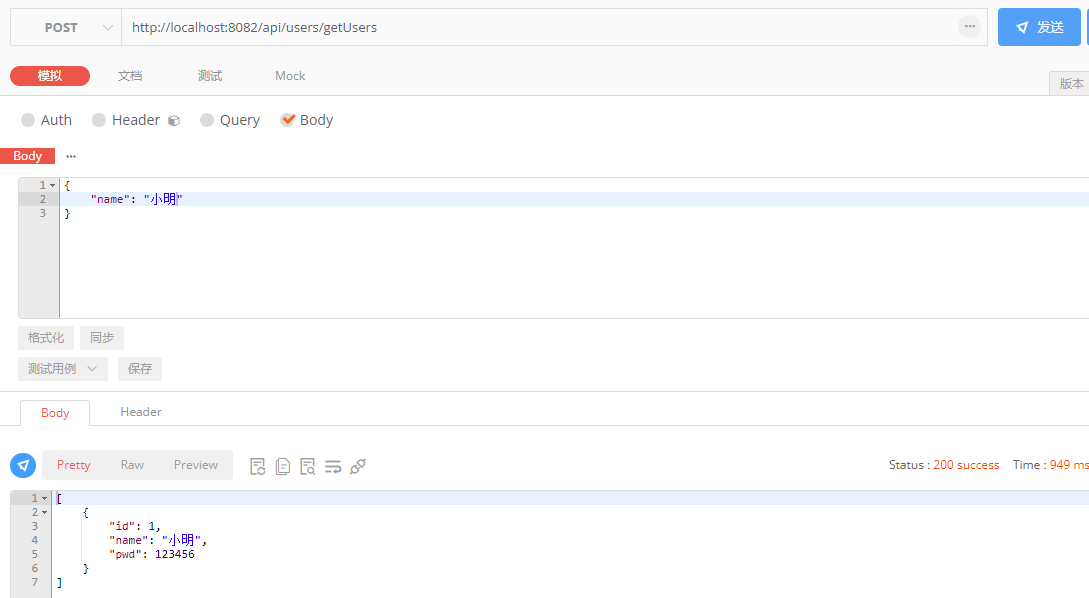 POST http://localhost:8082/api/users/getUsers ... 发送
模拟 文档 测试 Mock
版本
Auth Header Query Body
Body ...
1 {
2 "name": "小明"
3 }
格式化 同步
测试用例 保存
Body Header
Pretty Raw Preview Status : 200 success Time : 949 ms
1 [
2 {
3 "id": 1,
4 "name": "小明",
5 "pwd": 123456
6 }
7 ]